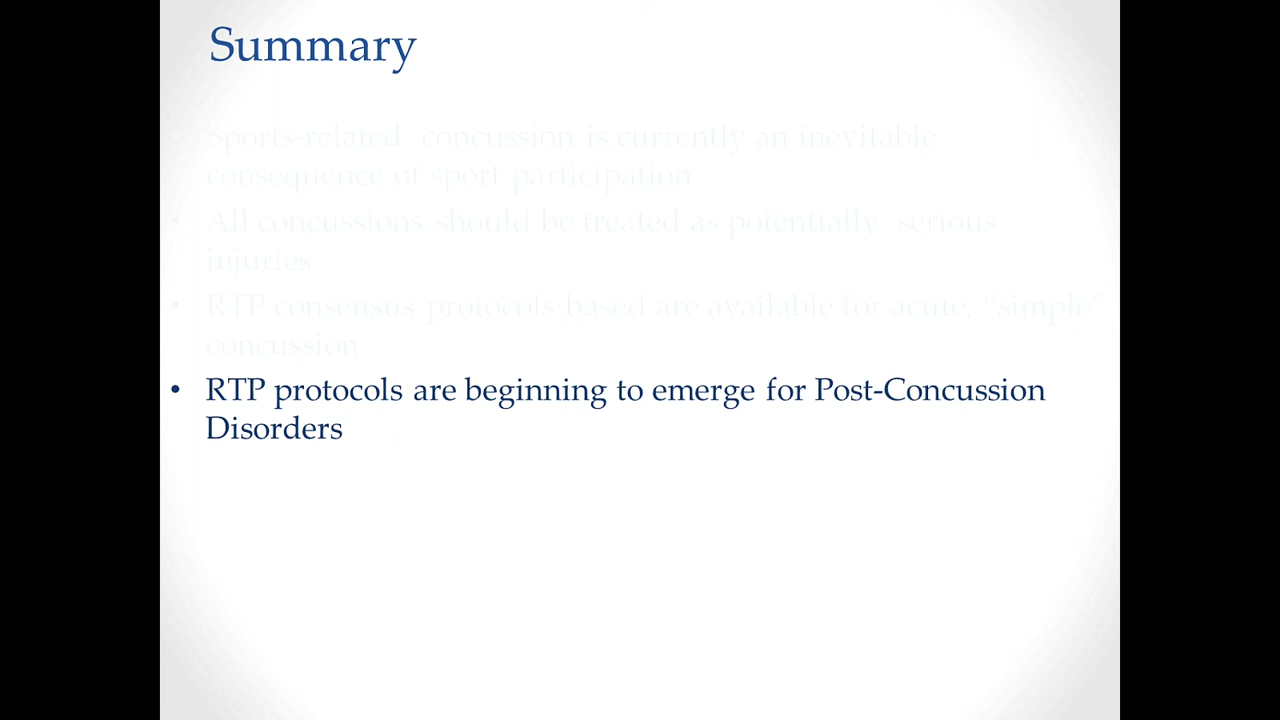 Summary
Sports-related concussion is currently an inevitable
consequence of sport participation
• All concussions should be treated as potentially serious
injuries
• RTP consensus protocols based are available for acute, “simple”
concussion
• RTP protocols are beginning to emerge for Post-Concussion
Disorders